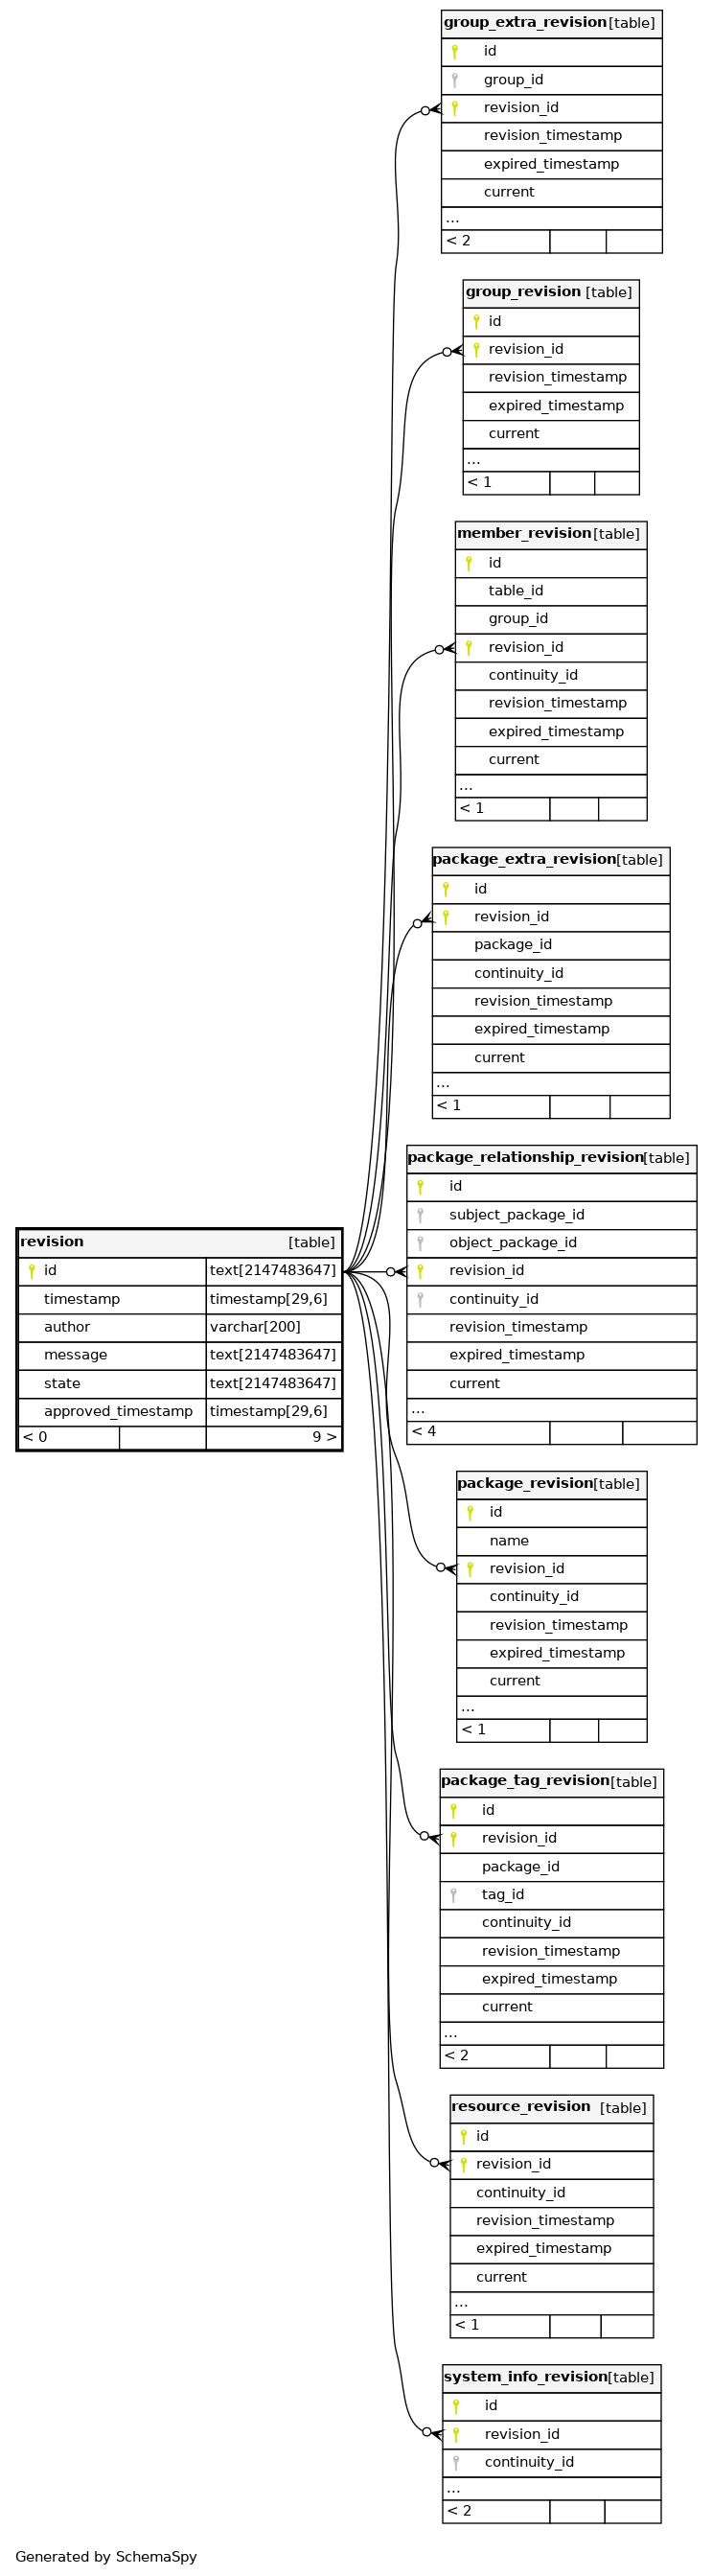 group_extra_revision [table]
id
group_id
revision_id
revision_timestamp
expired_timestamp
current
...
< 2
group_revision [table]
id
revision_id
revision_timestamp
expired_timestamp
current
...
< 1
member_revision [table]
id
table_id
group_id
revision_id
continuity_id
revision_timestamp
expired_timestamp
current
...
< 1
package_extra_revision [table]
id
revision_id
package_id
continuity_id
revision_timestamp
expired_timestamp
current
...
< 1
package_relationship_revision [table]
id
subject_package_id
object_package_id
revision_id
continuity_id
revision_timestamp
expired_timestamp
current
...
< 4
revision [table]
id text[2147483647]
timestamp timestamp[29,6]
author varchar[200]
message text[2147483647]
state text[2147483647]
approved_timestamp timestamp[29,6]
< 0 9 >
package_revision [table]
id
name
revision_id
continuity_id
revision_timestamp
expired_timestamp
current
...
< 1
package_tag_revision [table]
id
revision_id
package_id
tag_id
continuity_id
revision_timestamp
expired_timestamp
current
...
< 2
resource_revision [table]
id
revision_id
continuity_id
revision_timestamp
expired_timestamp
current
...
< 1
system_info_revision [table]
id
revision_id
continuity_id
...
< 2
Generated by SchemaSpy